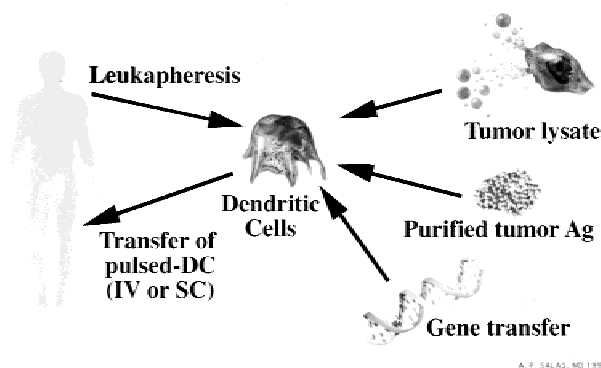 Leukapheresis
Tumor lysate
Dendritic
Cells
Purified tumor Ag
Transfer of
pulsed-DC
(IV or SC)
Gene transfer
A. F. SALAS, MD 199